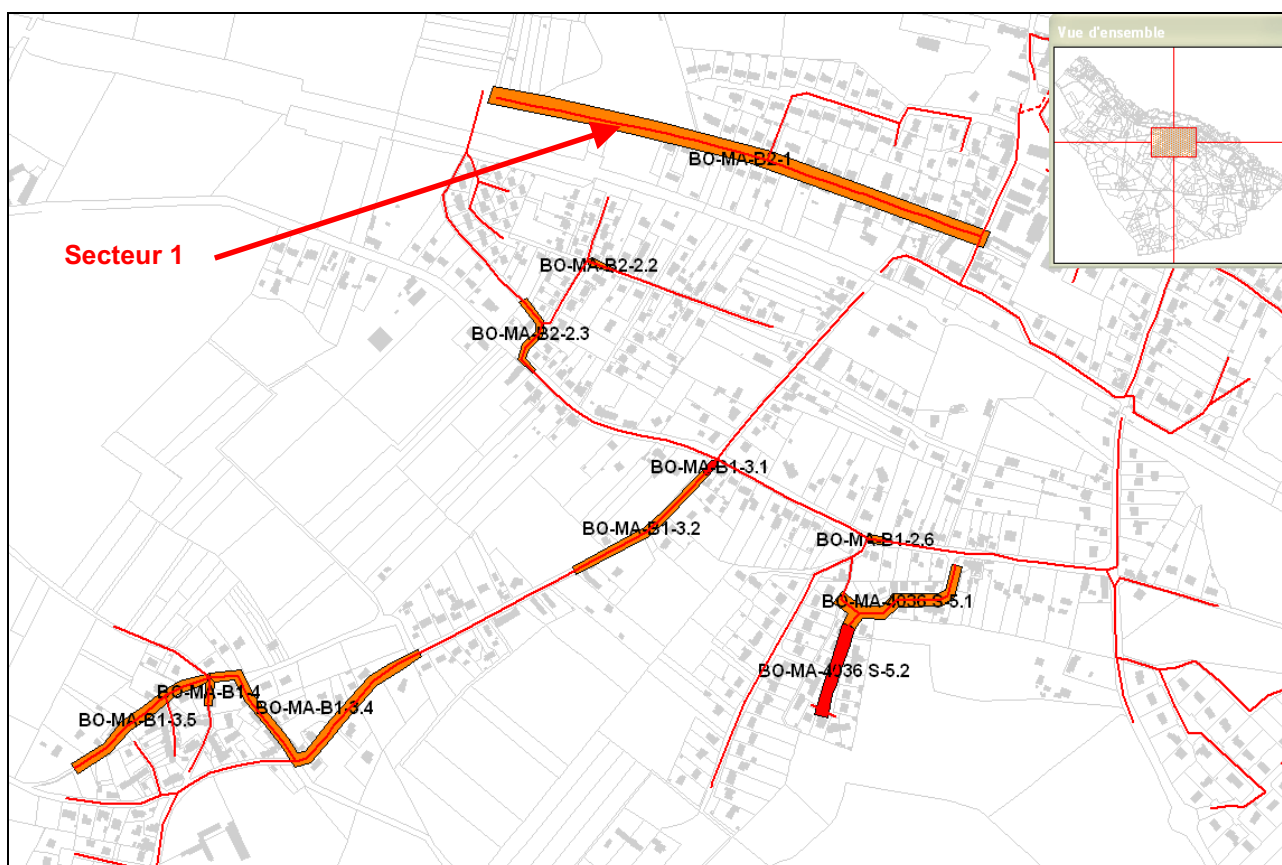 Vue d'ensemble
BO-MA-B2-1
Secteur 1
BO-MA-B2-2.2
BO-MA-B2-2.3
BO-MA-B1-3.1
BO-MA-B1-3.2
BO-MA-B1-2.6
BO-MA-4036 S-5.1
BO-MA-4036 S-5.2
BO-MA-B1-4
BO-MA-B1-3.4
BO-MA-B1-3.5